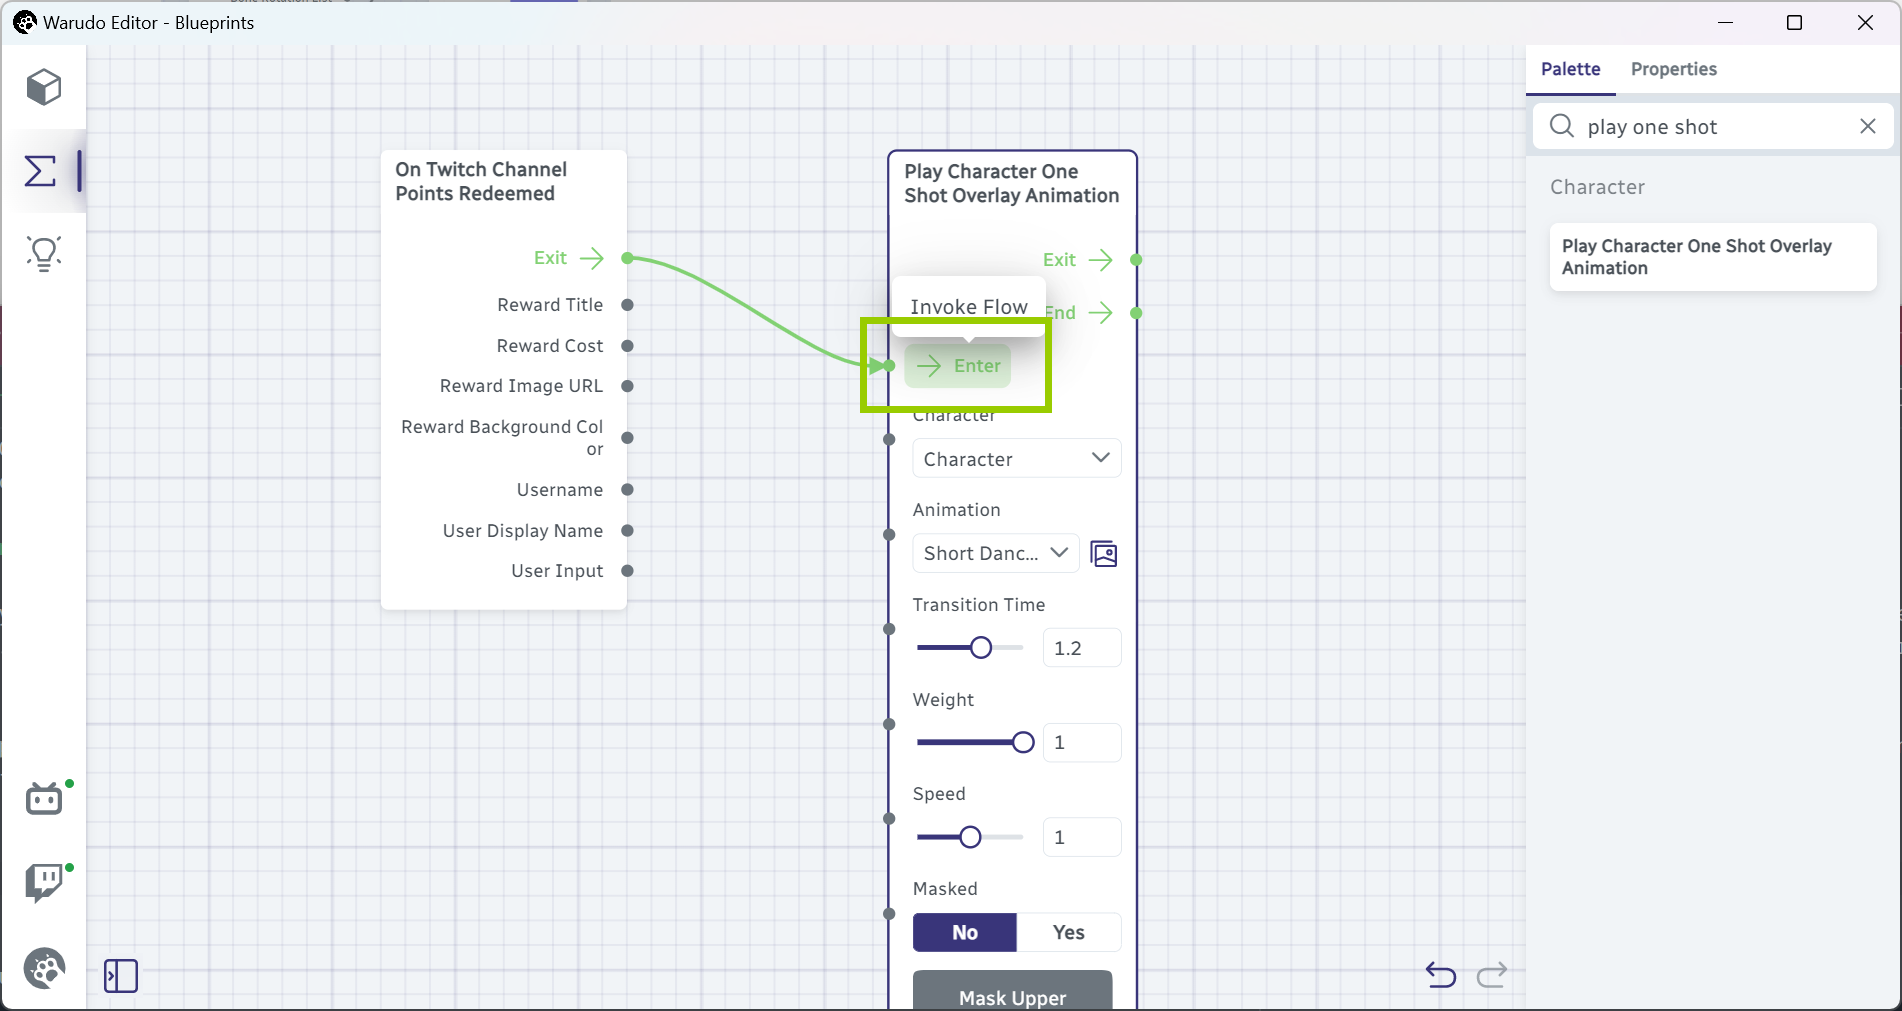 Warudo Editor - Blueprints
Palette
Properties
play one shot
Character
Play Character One Shot Overlay
Animation
On Twitch Channel
Points Redeemed
Exit
Reward Title
Reward Cost
Reward Image URL
Reward Background Col
or
Username
User Display Name
User Input
Play Character One
Shot Overlay Animation
Exit
Invoke Flow
End
Enter
Character
Character
Animation
Short Danc...
Transition Time
1.2
Weight
1
Speed
1
Masked
No
Yes
Mask Upper